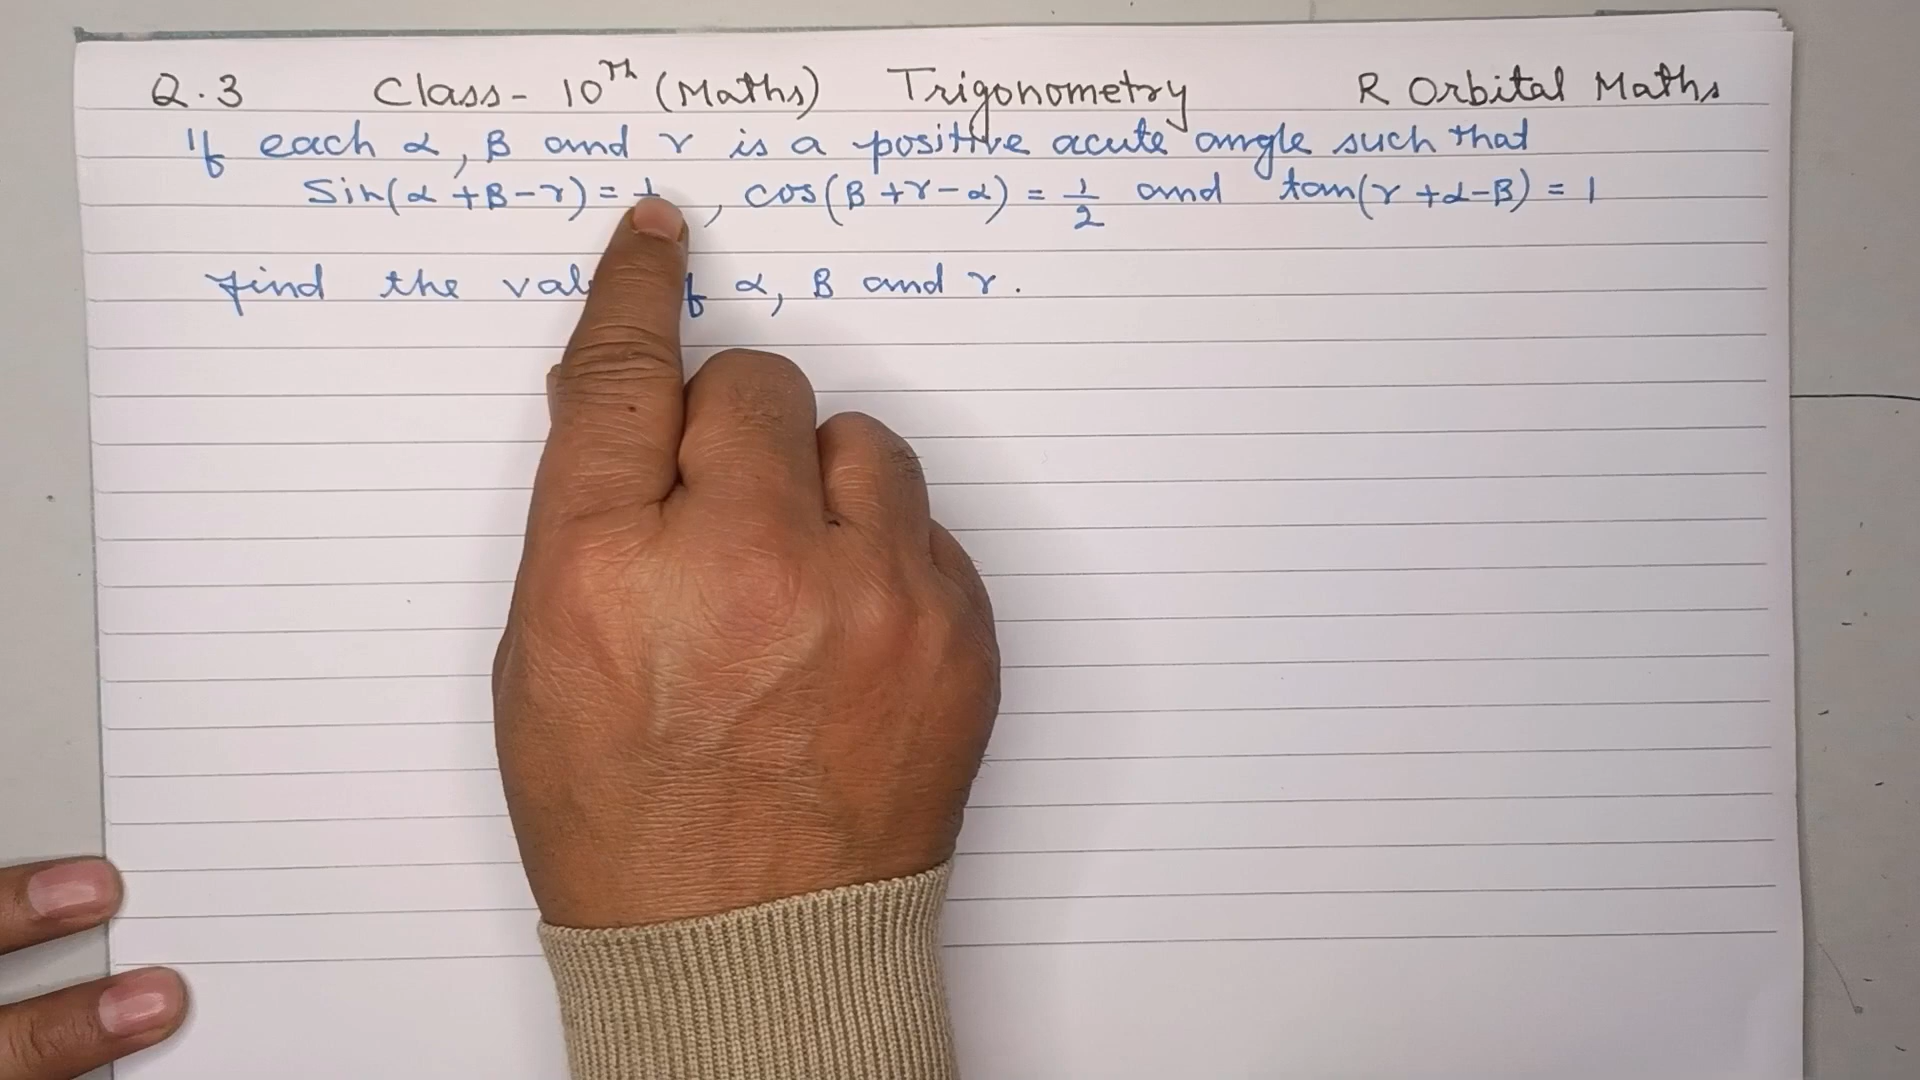 Q.3 Class- 10th (Maths) Trigonometry R Orbital Maths
If each α, β and γ is a positive acute angle such that
Sin(α+β-γ) = 1, cos(β+γ-α) = 1/2 and tan(γ+α-β) = 1
find the α, β and γ.